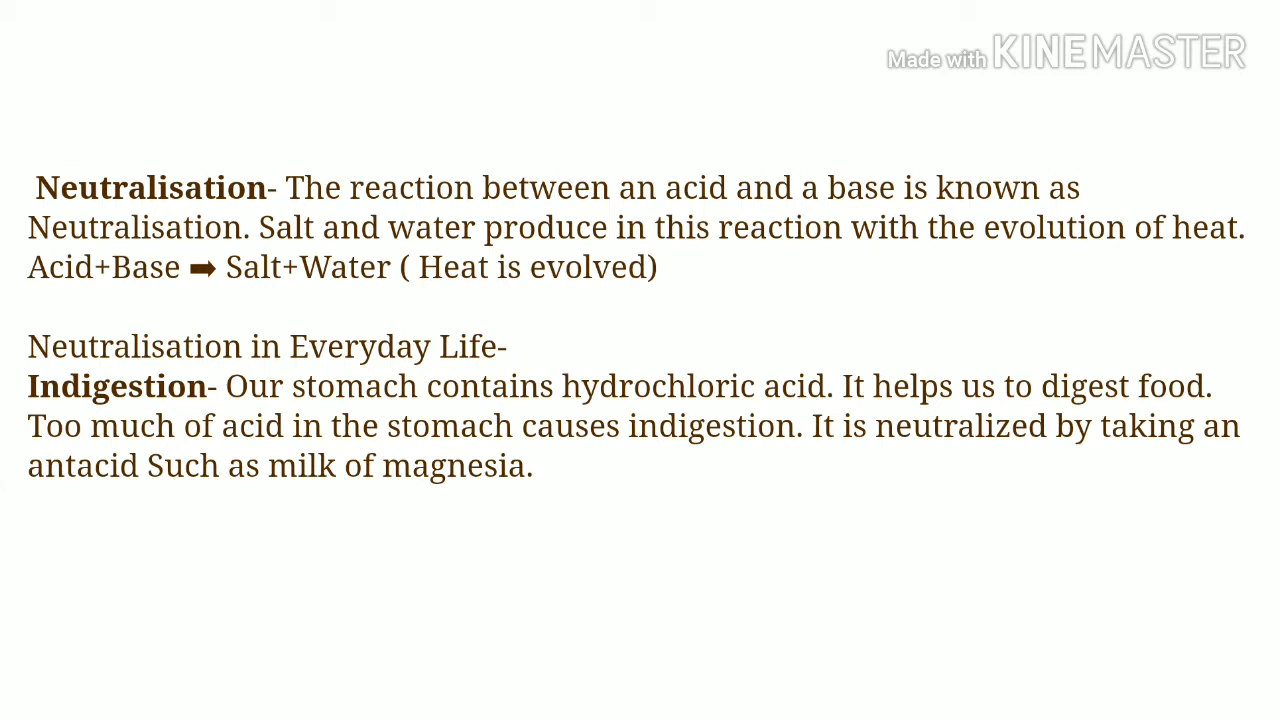 Made with KINEMASTER
Neutralisation- The reaction between an acid and a base is known as
Neutralisation. Salt and water produce in this reaction with the evolution of heat.
Acid+Base ➡ Salt+Water ( Heat is evolved)
Neutralisation in Everyday Life-
Indigestion- Our stomach contains hydrochloric acid. It helps us to digest food.
Too much of acid in the stomach causes indigestion. It is neutralized by taking an
antacid Such as milk of magnesia.